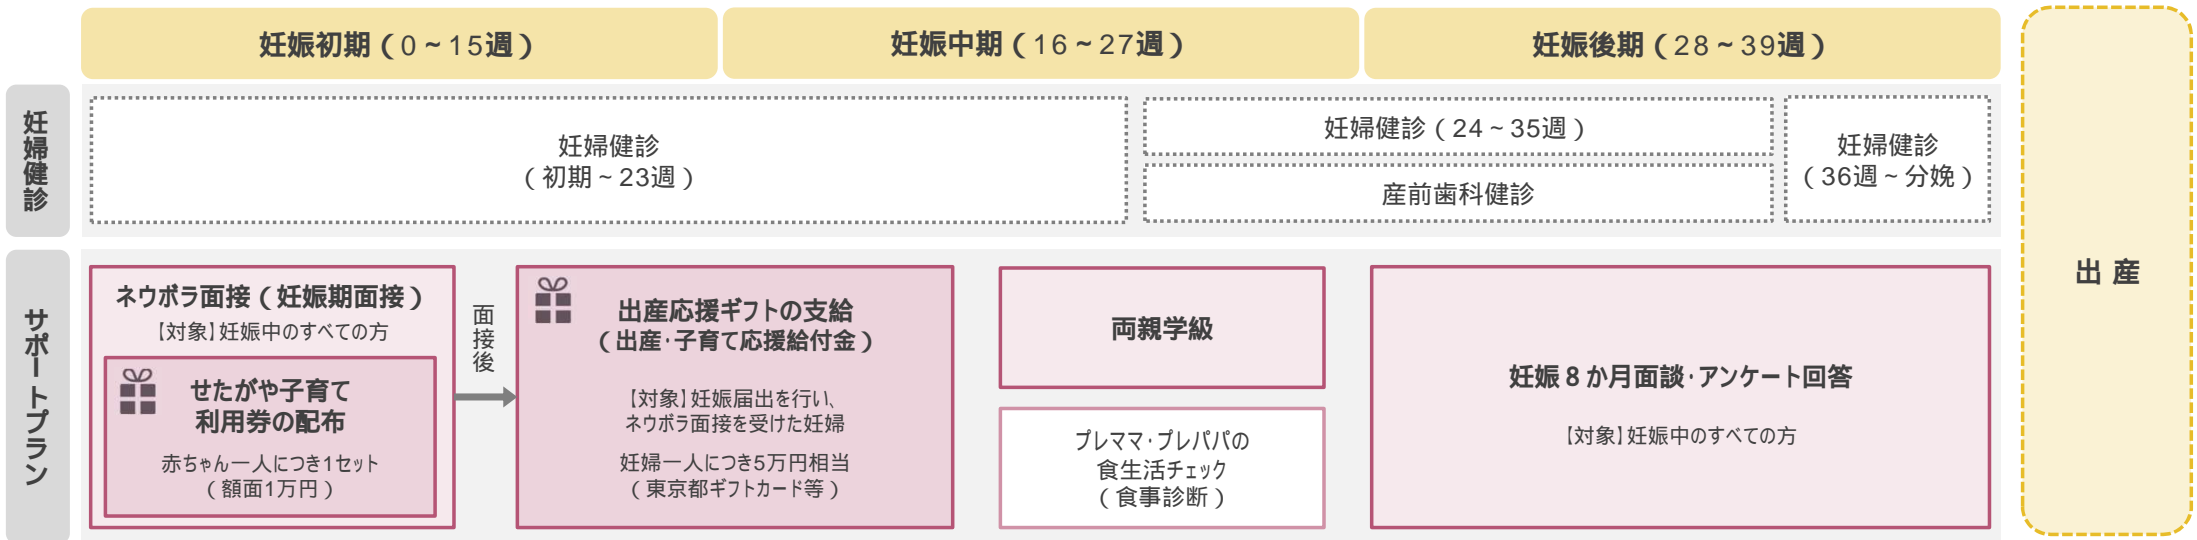 妊娠初期（0～15週）
妊娠中期（16～27週）
妊娠後期（28～39週）
妊婦健診
妊婦健診
（初期～23週）
妊婦健診（24～35週）
産前歯科健診
妊婦健診
（36週～分娩）
サポートプラン
ネウボラ面接（妊娠期面接）
【対象】妊娠中のすべての方
せたがや子育て
利用券の配布
赤ちゃん一人につき1セット
（額面1万円）
面接後
出産応援ギフトの支給
（出産・子育て応援給付金）
【対象】妊娠届出を行い、
ネウボラ面接を受けた妊婦
妊婦一人につき5万円相当
（東京都ギフトカード等）
両親学級
プレママ・プレパパの
食生活チェック
（食事診断）
妊娠８か月面談・アンケート回答
【対象】妊娠中のすべての方
出 産